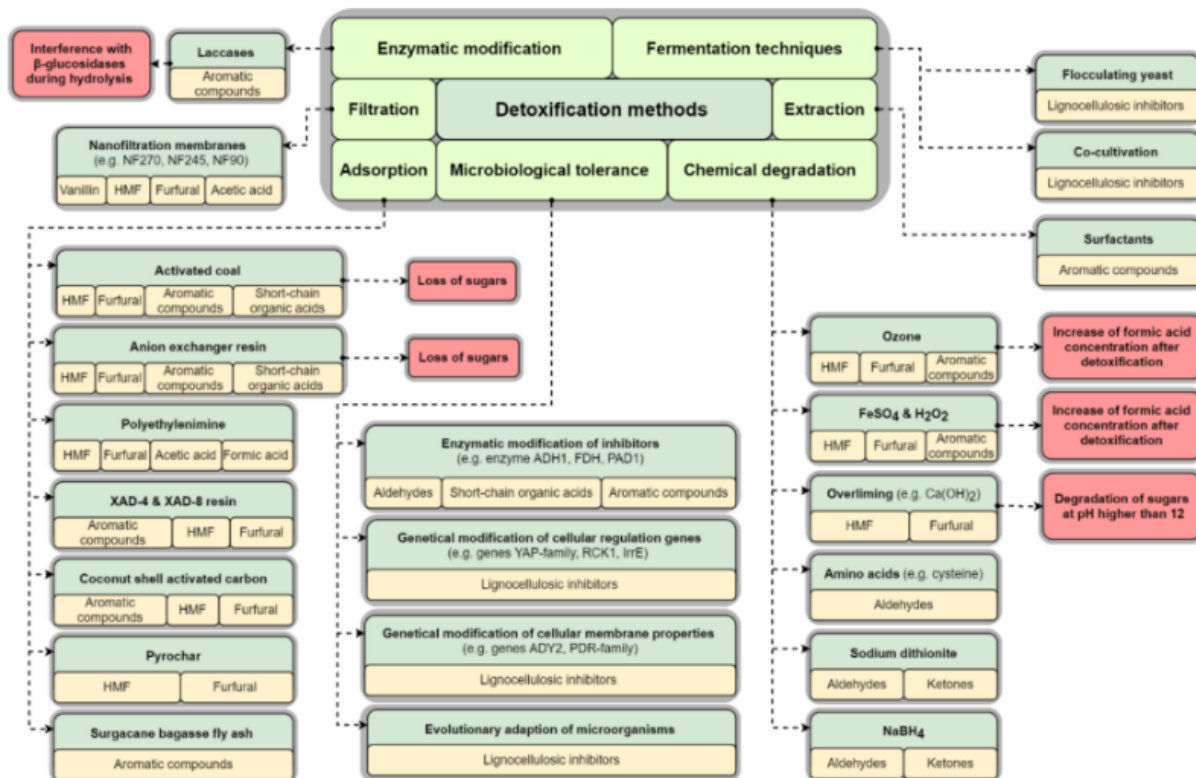 Interference with
β-glucosidases
during hydrolysis
Laccases
Aromatic
compounds
Enzymatic modification
Fermentation techniques
Filtration
Detoxification methods
Extraction
Adsorption
Microbiological tolerance
Chemical degradation
Nanofiltration membranes
(e.g. NF270, NF245, NF90)
Vanillin
HMF
Furfural
Acetic acid
Flocculating yeast
Lignocellulosic inhibitors
Co-cultivation
Lignocellulosic inhibitors
Surfactants
Aromatic compounds
Activated coal
HMF
Furfural
Aromatic
compounds
Short-chain
organic acids
Loss of sugars
Anion exchanger resin
HMF
Furfural
Aromatic
compounds
Short-chain
organic acids
Loss of sugars
Polyethylenimine
HMF
Furfural
Acetic acid
Formic acid
XAD-4 & XAD-8 resin
Aromatic
compounds
HMF
Furfural
Coconut shell activated carbon
Aromatic
compounds
HMF
Furfural
Pyrochar
HMF
Furfural
Surgacane bagasse fly ash
Aromatic compounds
Enzymatic modification of inhibitors
(e.g. enzyme ADH1, FDH, PAD1)
Aldehydes
Short-chain organic acids
Aromatic compounds
Genetical modification of cellular regulation genes
(e.g. genes YAP-family, RCK1, IrrE)
Lignocellulosic inhibitors
Genetical modification of cellular membrane properties
(e.g. genes ADY2, PDR-family)
Lignocellulosic inhibitors
Evolutionary adaption of microorganisms
Lignocellulosic inhibitors
Ozone
HMF
Furfural
Aromatic
compounds
Increase of formic acid
concentration after
detoxification
FeSO4 & H2O2
HMF
Furfural
Aromatic
compounds
Increase of formic acid
concentration after
detoxification
Overliming (e.g. Ca(OH)2)
HMF
Furfural
Degradation of sugars
at pH higher than 12
Amino acids (e.g. cysteine)
Aldehydes
Sodium dithionite
Aldehydes
Ketones
NaBH4
Aldehydes
Ketones